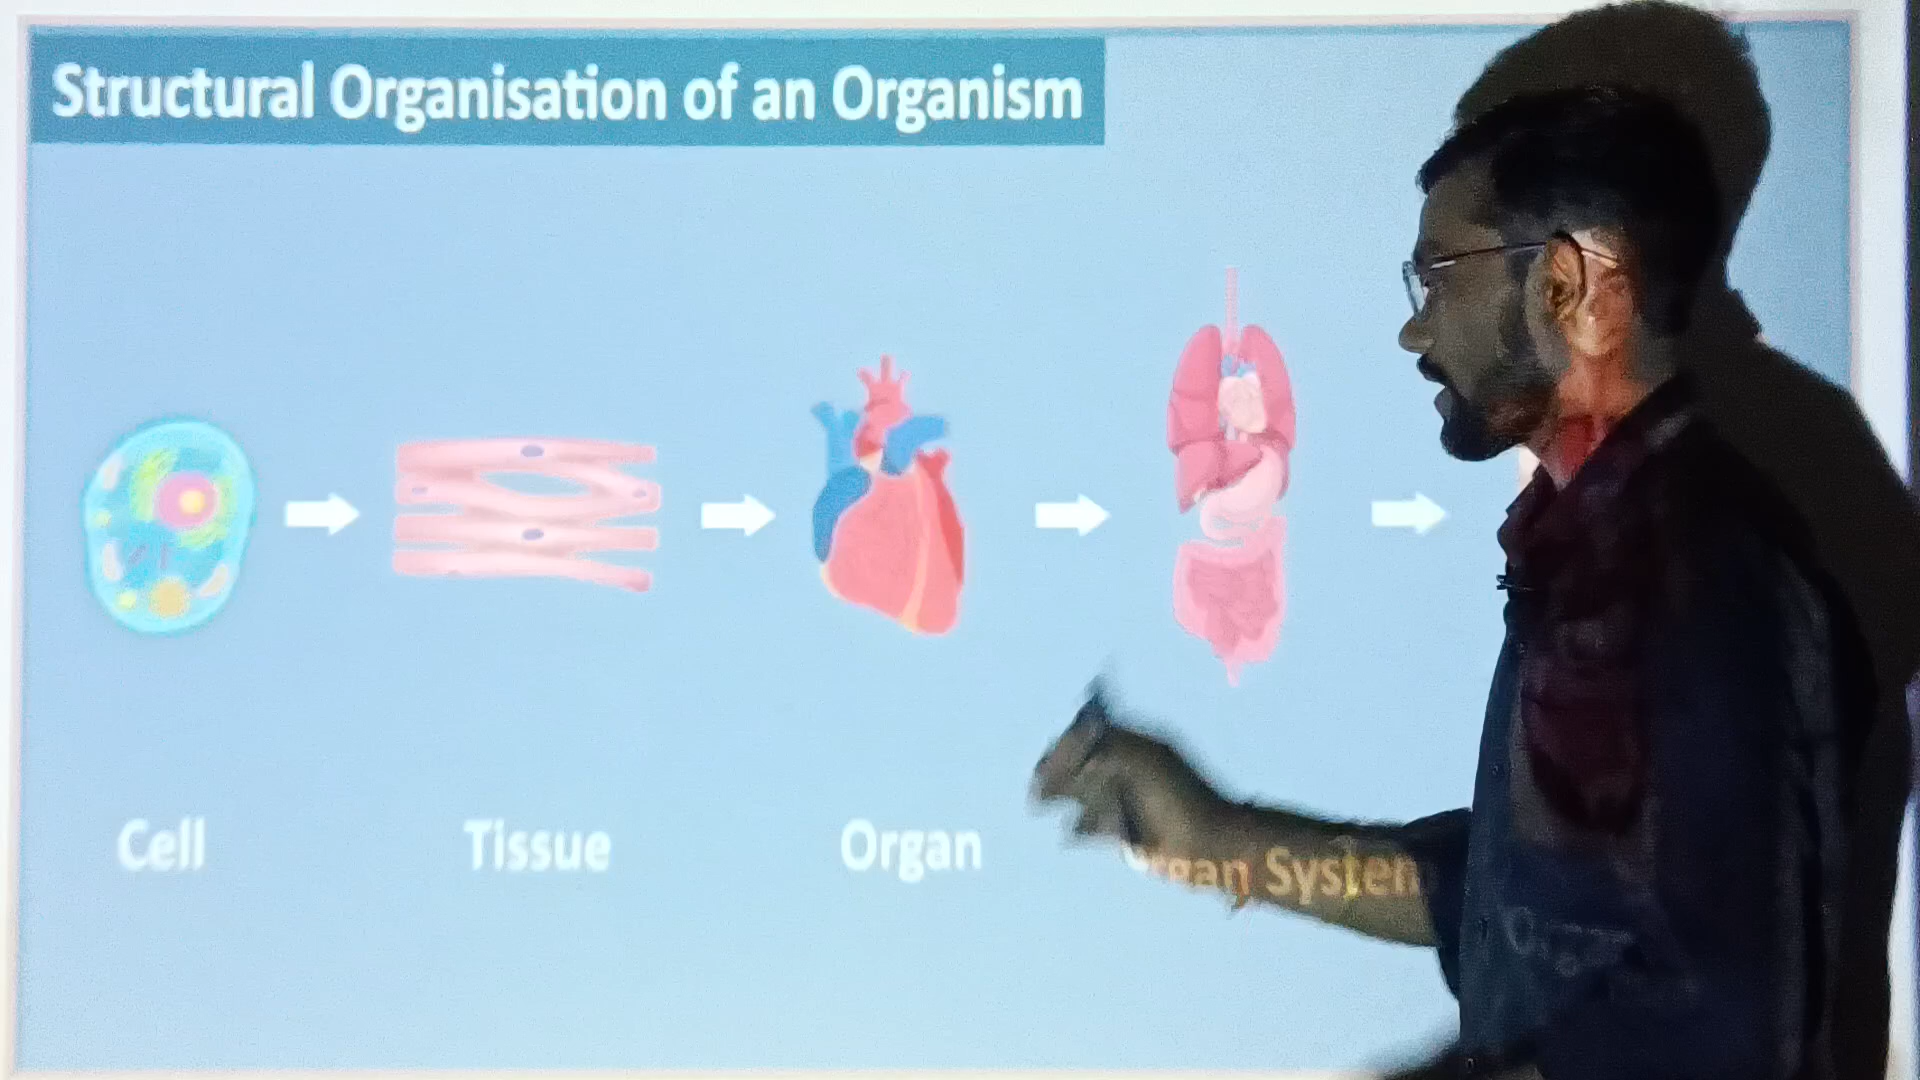 Structural Organisation of an Organism
Cell
Tissue
Organ
Organ System